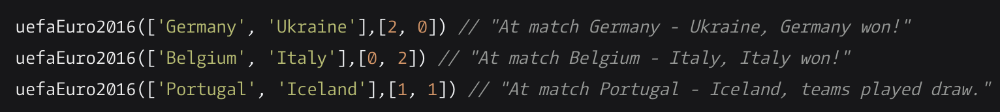 uefaEuro2016(['Germany', 'Ukraine'],[2, 0]) // "At match Germany - Ukraine, Germany won!"
uefaEuro2016(['Belgium', 'Italy'],[0, 2]) // "At match Belgium - Italy, Italy won!"
uefaEuro2016(['Portugal', 'Iceland'],[1, 1]) // "At match Portugal - Iceland, teams played draw."